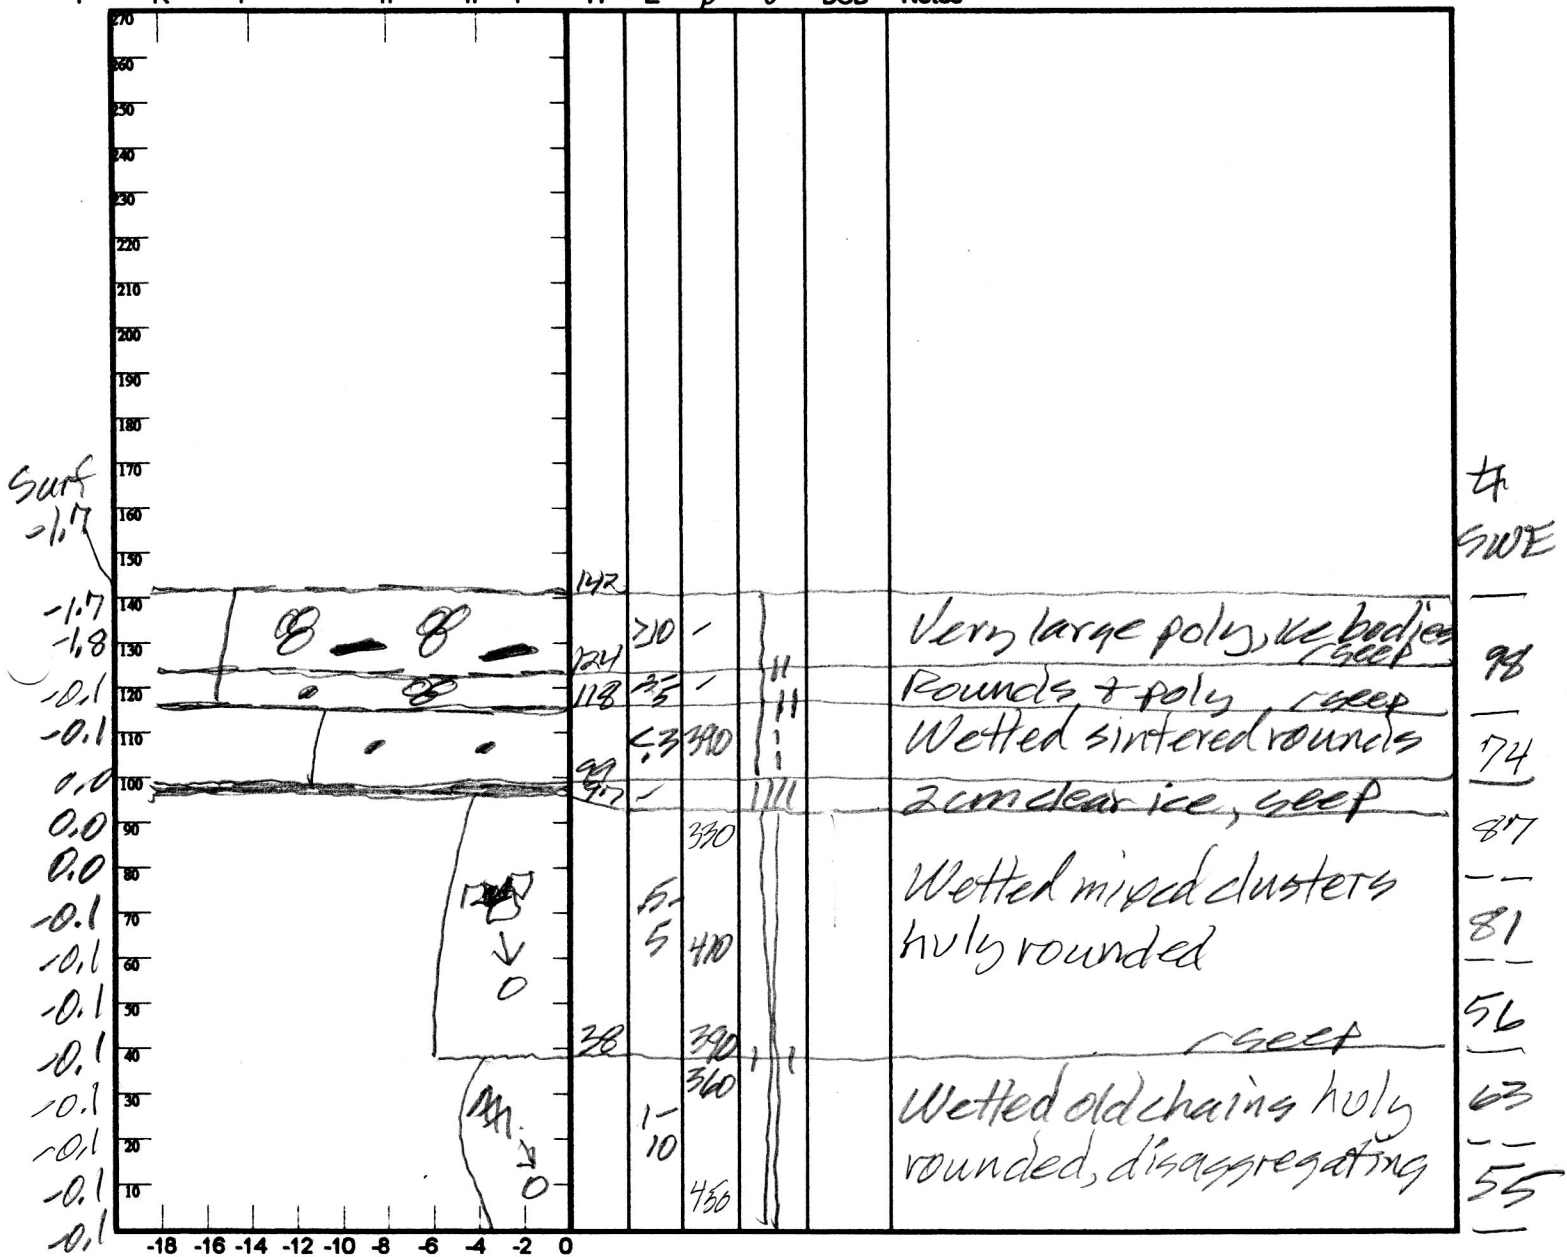 T K F H H F H E ρ θ DOD Notes
270
260
250
240
230
220
210
200
190
180
170
Surf
-1.7
160
150
#
SWE
142
-1.7 140
-1.8 130 >10 - Very large poly, ice bodies
124 seep 98
-0.1 120 118 3-5 - Rounds + poly seep
-0.1 110 <.3 390 Wetted sintered rounds 74
99
0.0 100 97 - 2cm clear ice, seep
0.0 90 330 87
0.0 80 Wetted mixed clusters
-0.1 70 .5-5 410 hvly rounded 81
-0.1 60
-0.1 50 56
-0.1 40 38 390 seep
360
-0.1 30 1-10 Wetted old chains hvly 63
-0.1 20 rounded, disaggregating
-0.1 10 450 55
-0.1
-18 -16 -14 -12 -10 -8 -6 -4 -2 0